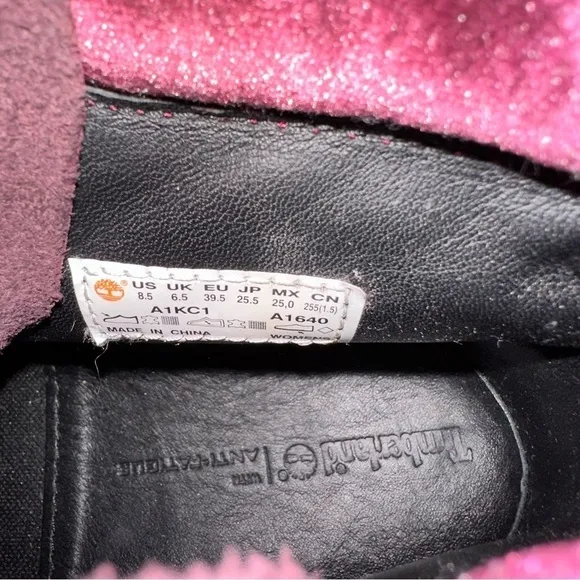 US UK EU JP MX CN
8.5 6.5 39.5 25.5 25,0 255(1.5)
A1KC1 A1640
MADE IN CHINA WOMENS
Timberland
WITH
ANTI-FATIGUE